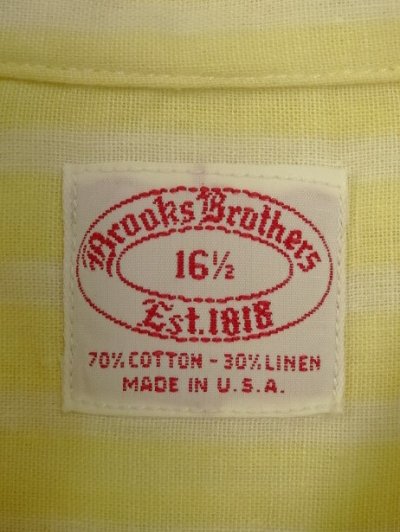 Brooks Brothers
16½
Est. 1818
70% COTTON - 30% LINEN
MADE IN U.S.A.